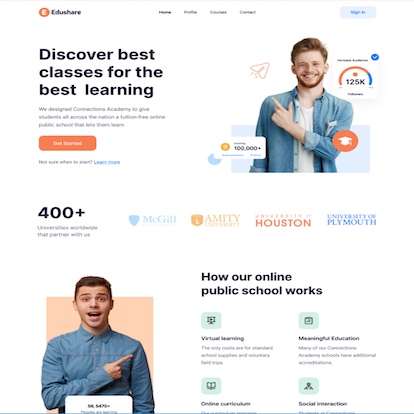 E Edushare
Home Profile Courses Contact
Sign In
Discover best
classes for the
best learning
We designed Connections Academy to give
students all across the nation a tuition-free online
public school that lets them learn
Get Started
Not sure when to start? Learn more
Increase Audience
125K
Followers
100,000+
400+
Universities worldwide
that partner with us
McGill
AMITY
UNIVERSITY
UNIVERSITY of
HOUSTON
UNIVERSITY OF
PLYMOUTH
How our online
public school works
Virtual learning
The only costs are for standard
school supplies and voluntary
field trips.
Meaningful Education
Many of our Connections
Academy schools have additional
accreditations.
Online curriculum
Social interaction
58, 5470+
Peoples are learning